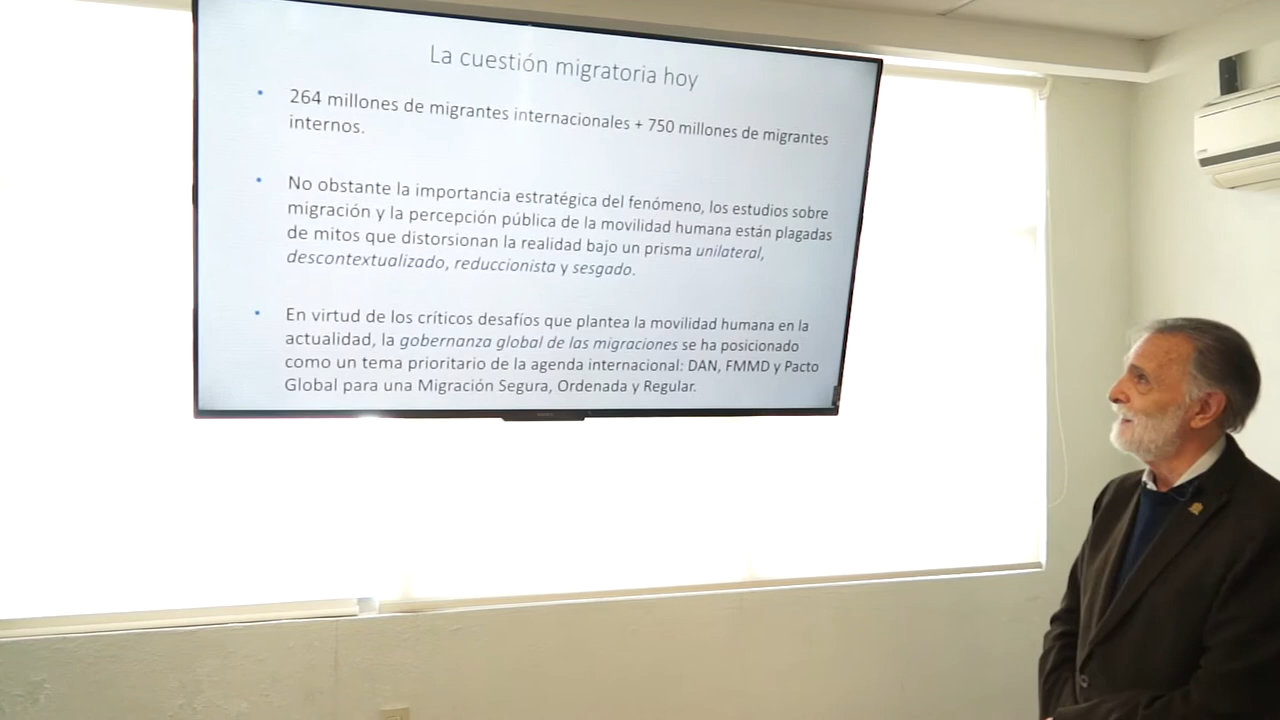 La cuestión migratoria hoy
• 264 millones de migrantes internacionales + 750 millones de migrantes
internos.
• No obstante la importancia estratégica del fenómeno, los estudios sobre
migración y la percepción pública de la movilidad humana están plagadas
de mitos que distorsionan la realidad bajo un prisma unilateral,
descontextualizado, reduccionista y sesgado.
• En virtud de los críticos desafíos que plantea la movilidad humana en la
actualidad, la gobernanza global de las migraciones se ha posicionado
como un tema prioritario de la agenda internacional: DAN, FMMD y Pacto
Global para una Migración Segura, Ordenada y Regular.